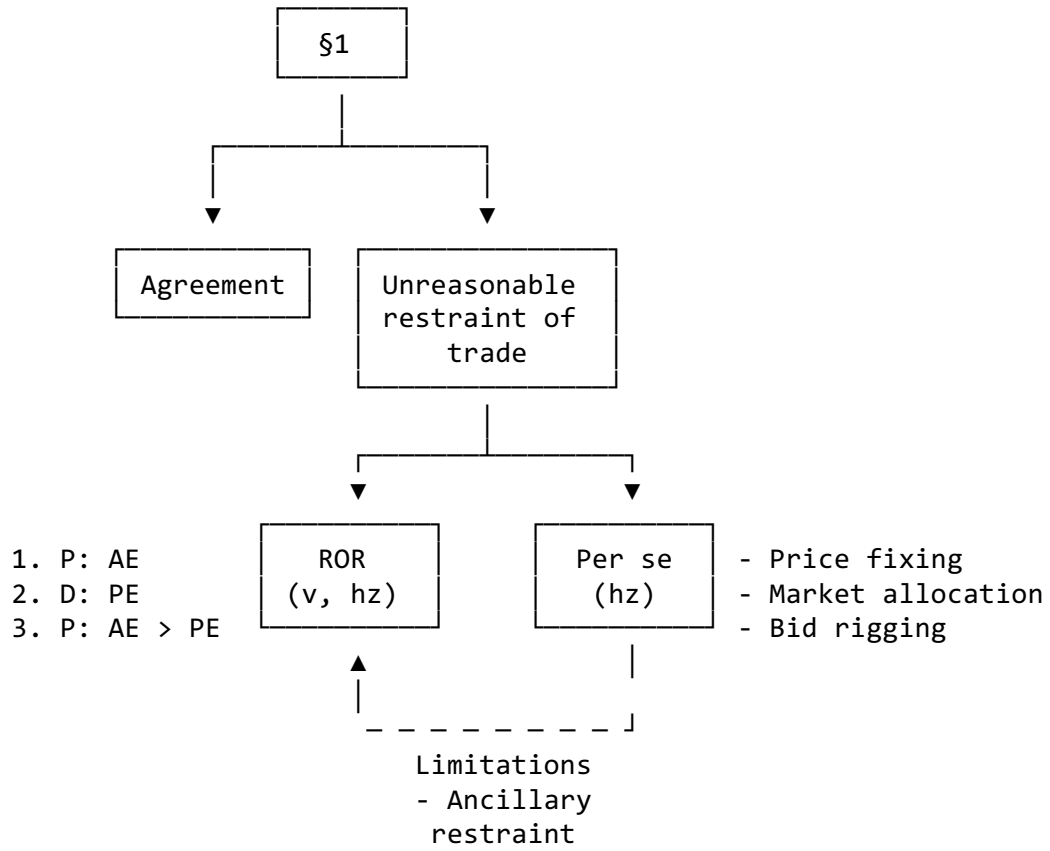 §1
Agreement
Unreasonable
restraint of
trade
1. P: AE
2. D: PE
3. P: AE > PE
ROR
(v, hz)
Per se
(hz)
- Price fixing
- Market allocation
- Bid rigging
Limitations
- Ancillary
restraint